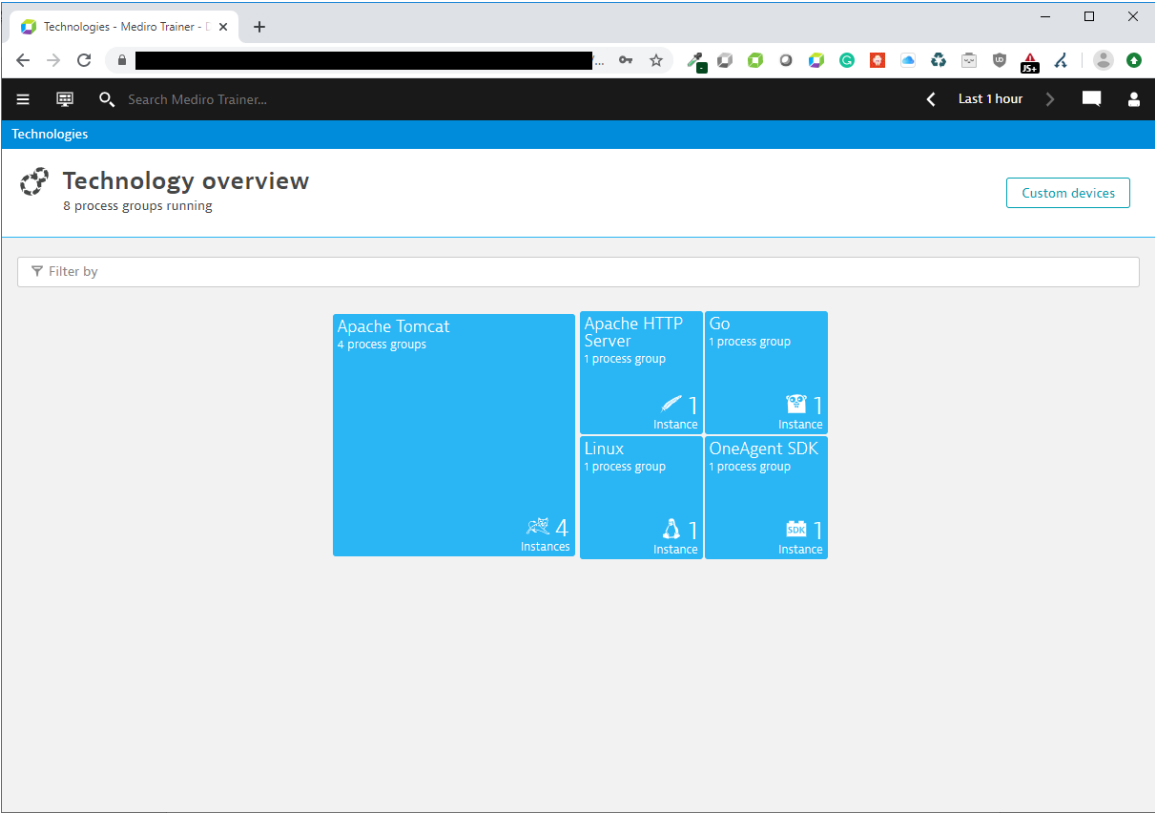 Technologies - Mediro Trainer - D
...
JS+
Search Mediro Trainer...
Last 1 hour
Technologies
Technology overview
8 process groups running
Custom devices
Filter by
Apache Tomcat
4 process groups
4
Instances
Apache HTTP
Server
1 process group
1
Instance
Go
1 process group
1
Instance
Linux
1 process group
1
Instance
OneAgent SDK
1 process group
SDK
1
Instance